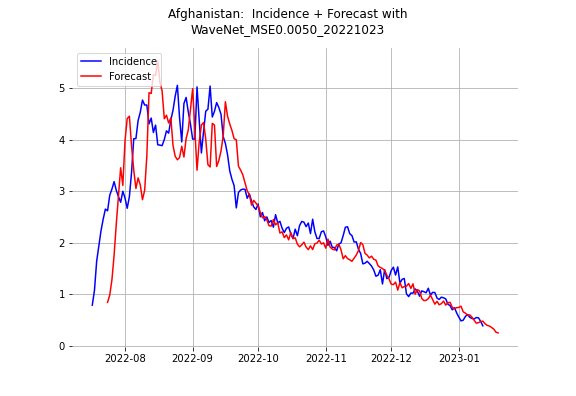 Afghanistan:  Incidence + Forecast with
WaveNet_MSE0.0050_20221023
Incidence
Forecast
5
4
3
2
1
0
2022-08 2022-09 2022-10 2022-11 2022-12 2023-01